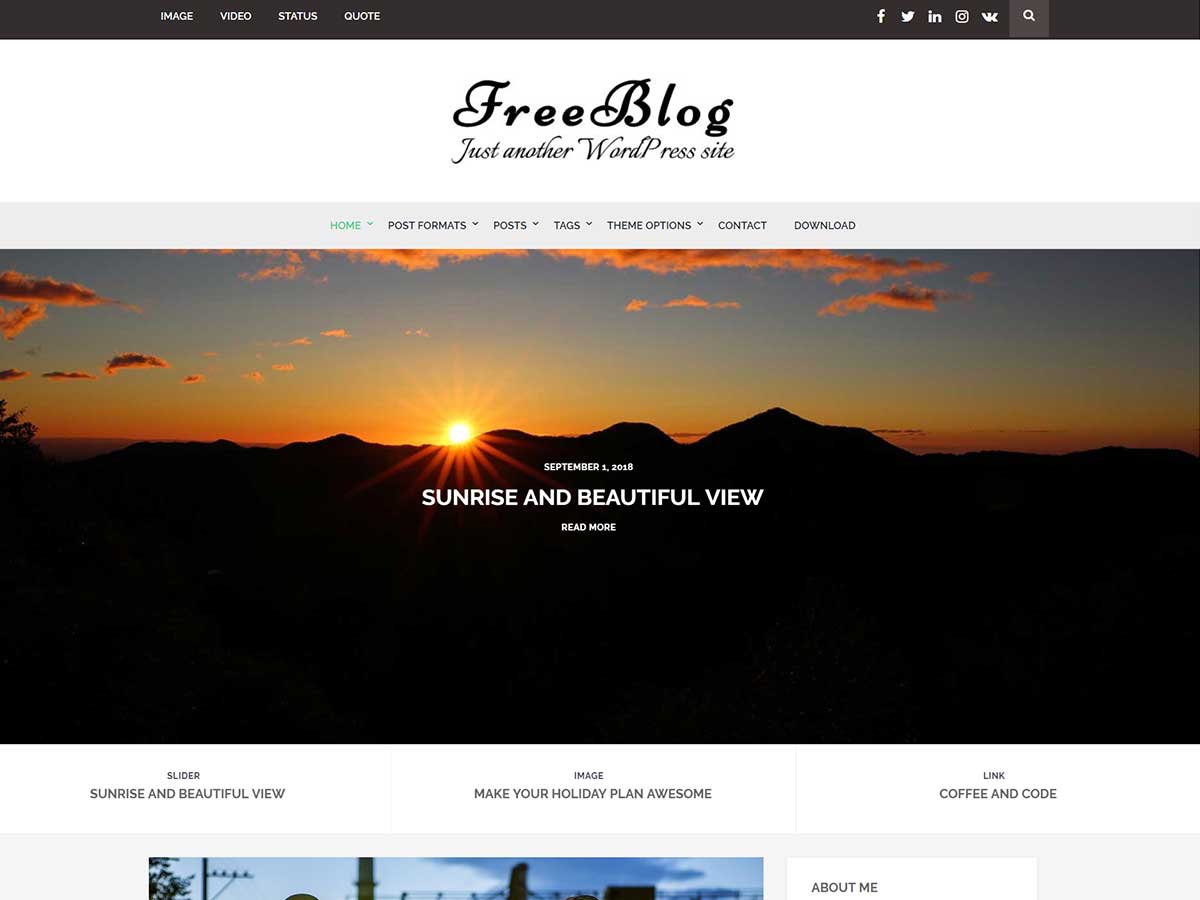 IMAGE VIDEO STATUS QUOTE
FreeBlog
Just another WordPress site
HOME POST FORMATS POSTS TAGS THEME OPTIONS CONTACT DOWNLOAD
SEPTEMBER 1, 2018
SUNRISE AND BEAUTIFUL VIEW
READ MORE
SLIDER
SUNRISE AND BEAUTIFUL VIEW
IMAGE
MAKE YOUR HOLIDAY PLAN AWESOME
LINK
COFFEE AND CODE
ABOUT ME